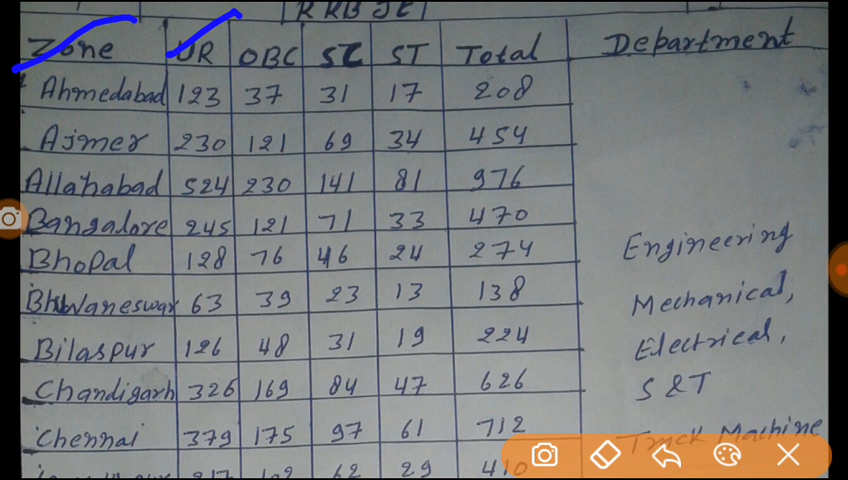 RRB JE
Zone UR OBC SC ST Total Department
Ahmedabad 123 37 31 17 208
Ajmer 230 121 69 34 454
Allahabad 524 230 141 81 976
Bangalore 245 121 71 33 470
Bhopal 128 76 46 24 274
Bhubaneswar 63 39 23 13 138
Bilaspur 126 48 31 19 224
Chandigarh 326 169 84 47 626
Chennai 379 175 97 61 712
62 29 410
Engineering
Mechanical,
Electrical,
S &T
Track Machine